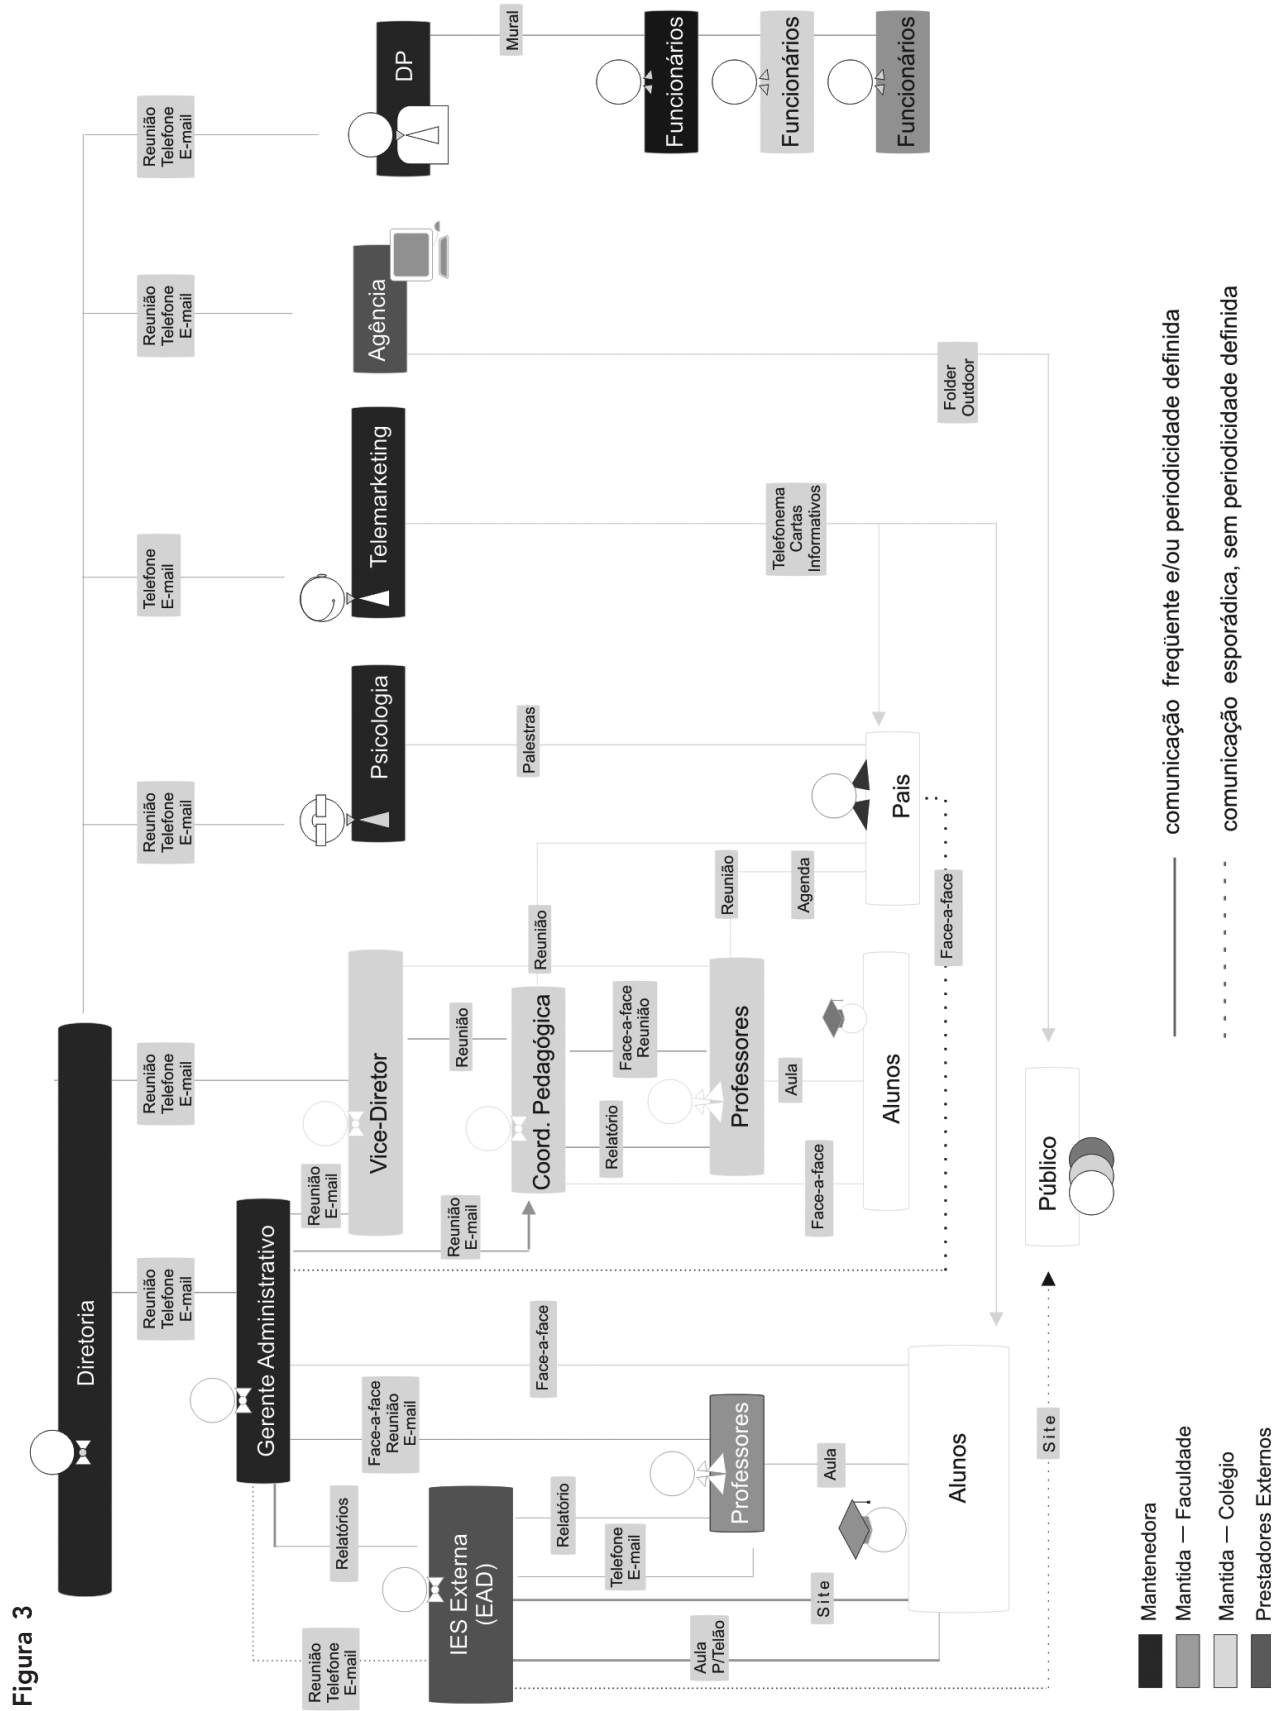 Figura 3
Diretoria
Reunião
Telefone
E-mail
Reunião
Telefone
E-mail
Reunião
Telefone
E-mail
Telefone
E-mail
Reunião
Telefone
E-mail
Reunião
Telefone
E-mail
Gerente Administrativo
Reunião
E-mail
Vice-Diretor
Psicologia
Telemarketing
Agência
DP
Reunião
Telefone
E-mail
Relatórios
Face-a-face
Reunião
E-mail
Reunião
E-mail
Reunião
IES Externa
(EAD)
Face-a-face
Coord. Pedagógica
Reunião
Palestras
Mural
Relatório
Telefone
E-mail
Relatório
Face-a-face
Reunião
Funcionários
Aula
P/Telão
Professores
Professores
Reunião
Site
Aula
Face-a-face
Aula
Agenda
Telefonema
Cartas
Informativos
Funcionários
Alunos
Alunos
Pais
Funcionários
Face-a-face
Folder
Outdoor
Site
Público
Mantenedora
Mantida — Faculdade
Mantida — Colégio
Prestadores Externos
comunicação freqüente e/ou periodicidade definida
comunicação esporádica, sem periodicidade definida